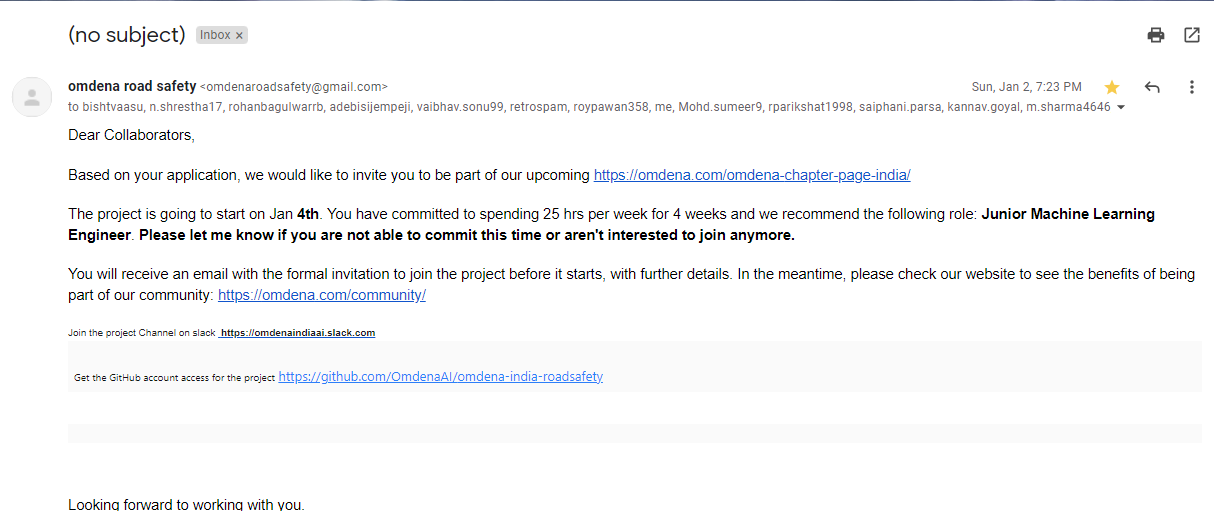 (no subject) Inbox ×
omdena road safety <omdenaroadsafety@gmail.com> Sun, Jan 2, 7:23 PM
to bishtvaasu, n.shrestha17, rohanbagulwarrb, adebisijempeji, vaibhav.sonu99, retrospam, roypawan358, me, Mohd.sumeer9, rparikshat1998, saiphani.parsa, kannav.goyal, m.sharma4646
Dear Collaborators,
Based on your application, we would like to invite you to be part of our upcoming https://omdena.com/omdena-chapter-page-india/
The project is going to start on Jan 4th. You have committed to spending 25 hrs per week for 4 weeks and we recommend the following role: Junior Machine Learning
Engineer. Please let me know if you are not able to commit this time or aren't interested to join anymore.
You will receive an email with the formal invitation to join the project before it starts, with further details. In the meantime, please check our website to see the benefits of being
part of our community: https://omdena.com/community/
Join the project Channel on slack https://omdenaindiaai.slack.com
Get the GitHub account access for the project https://github.com/OmdenaAI/omdena-india-roadsafety
Looking forward to working with you.